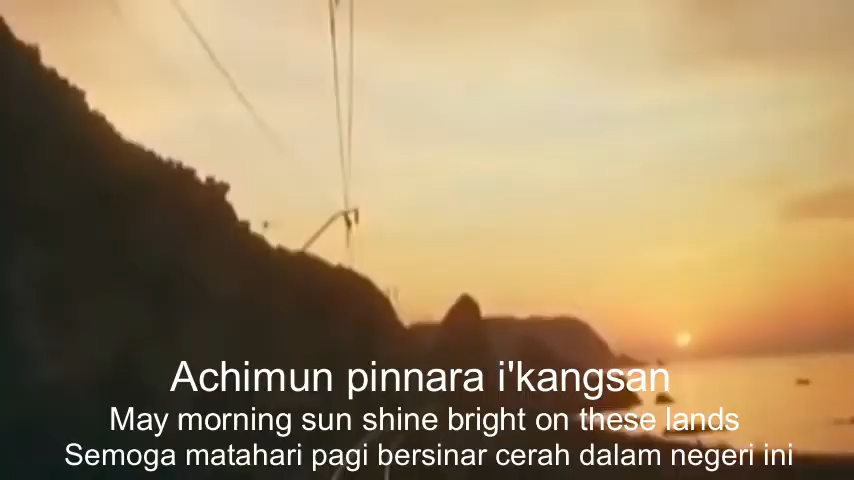 Achimun pinnara i'kangsan
May morning sun shine bright on these lands
Semoga matahari pagi bersinar cerah dalam negeri ini